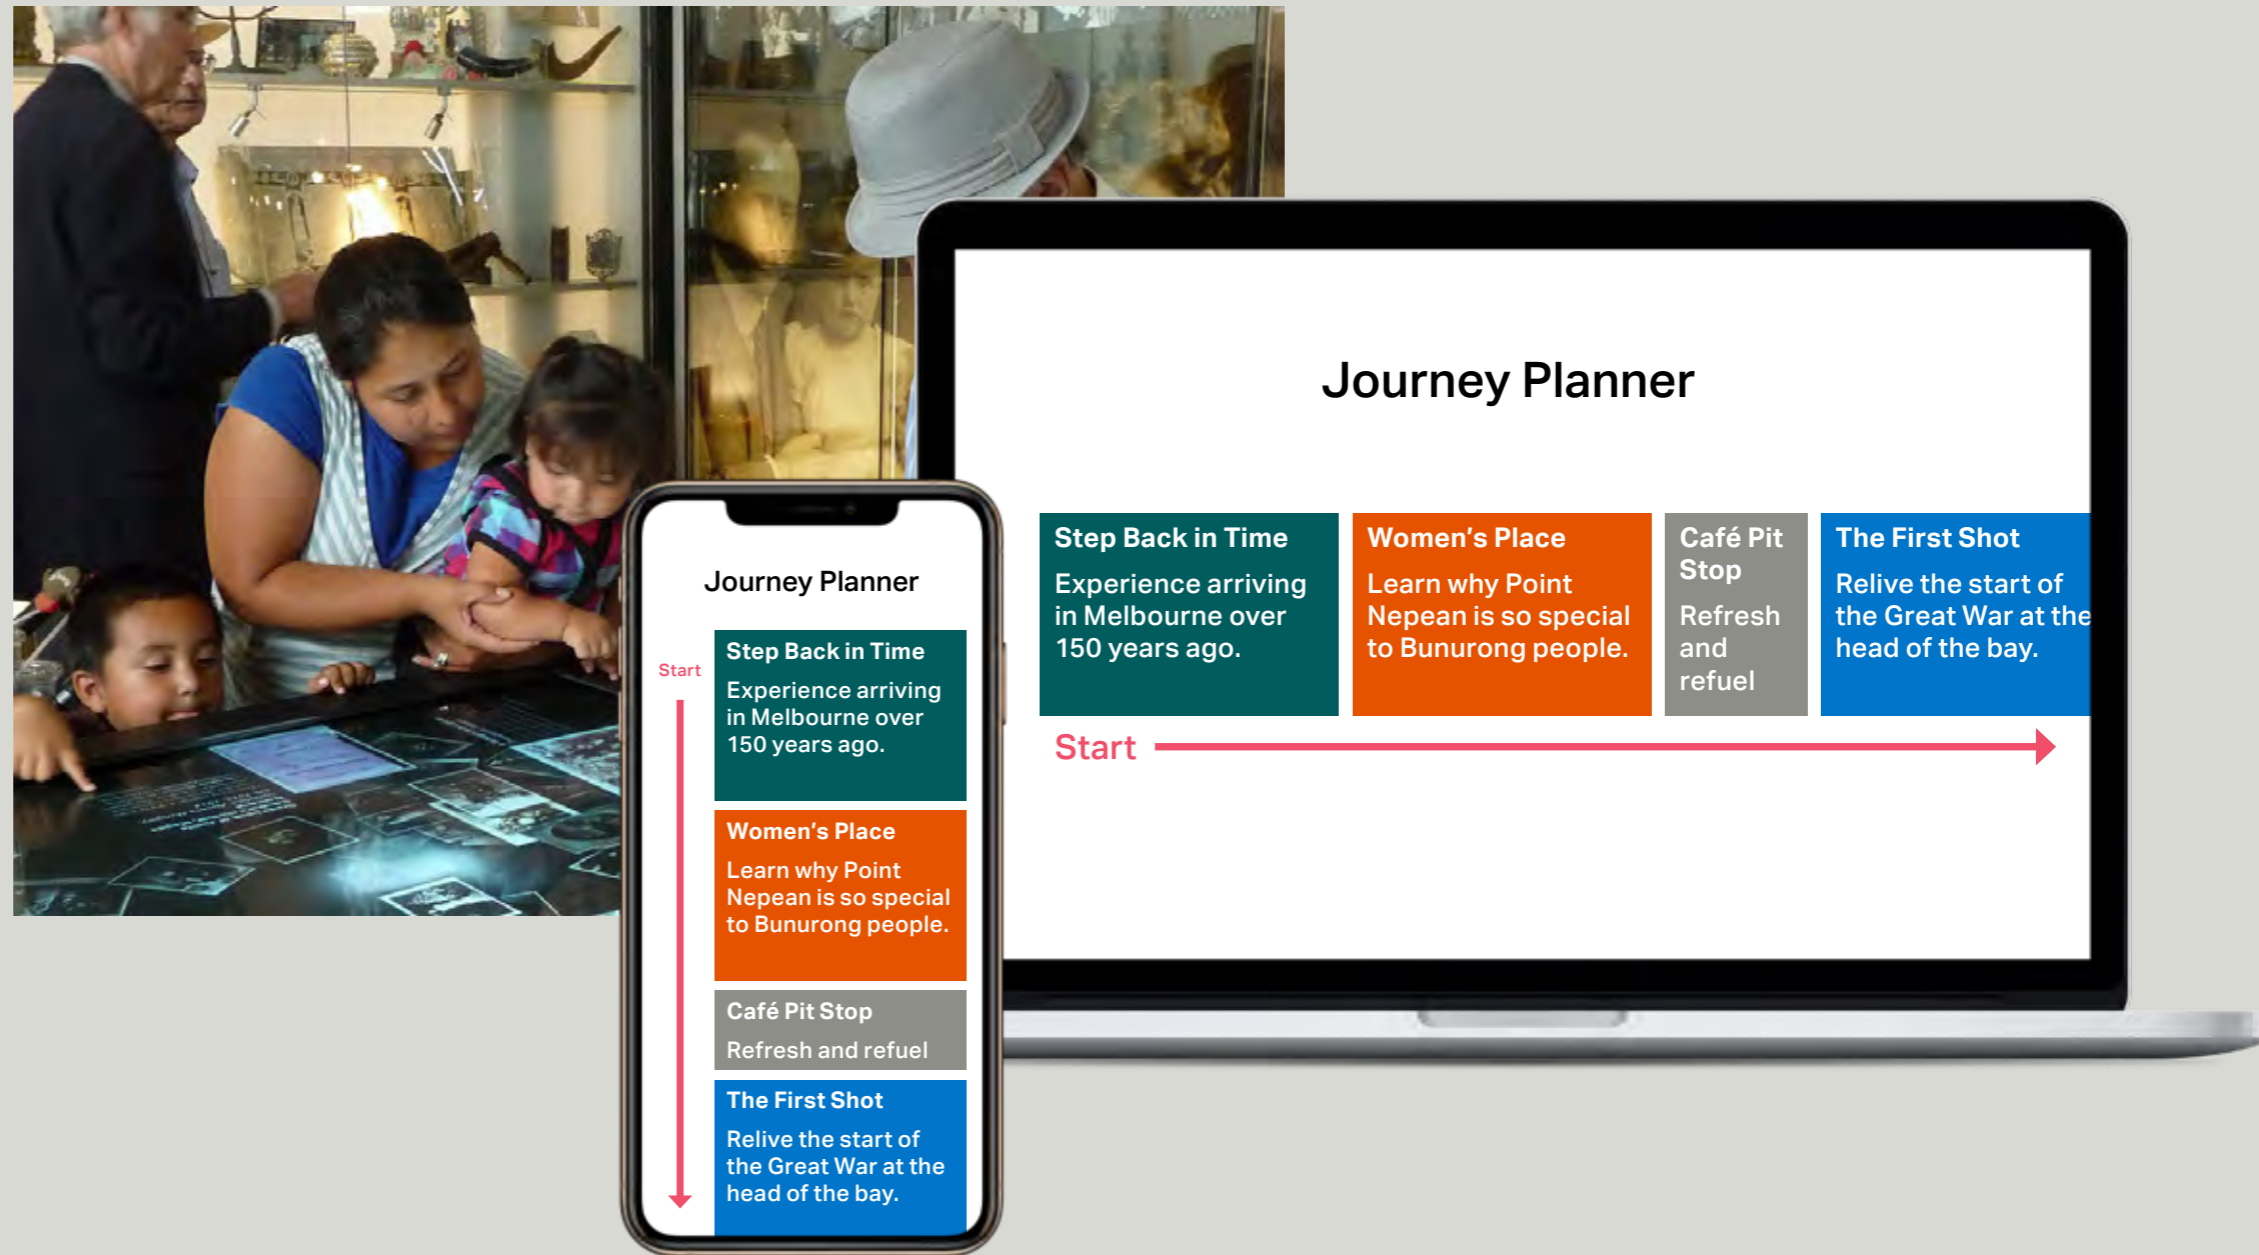 Journey Planner
Start
Step Back in Time
Experience arriving
in Melbourne over
150 years ago.
Women's Place
Learn why Point
Nepean is so special
to Bunurong people.
Café Pit Stop
Refresh and refuel
The First Shot
Relive the start of
the Great War at the
head of the bay.
Journey Planner
Step Back in Time
Experience arriving
in Melbourne over
150 years ago.
Women's Place
Learn why Point
Nepean is so special
to Bunurong people.
Café Pit
Stop
Refresh
and
refuel
The First Shot
Relive the start of
the Great War at the
head of the bay.
Start